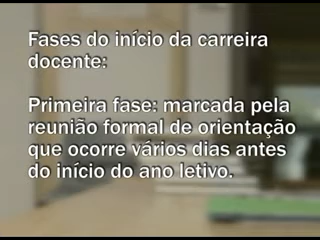 Fases do início da carreira
docente:
Primeira fase: marcada pela
reunião formal de orientação
que ocorre vários dias antes
do início do ano letivo.